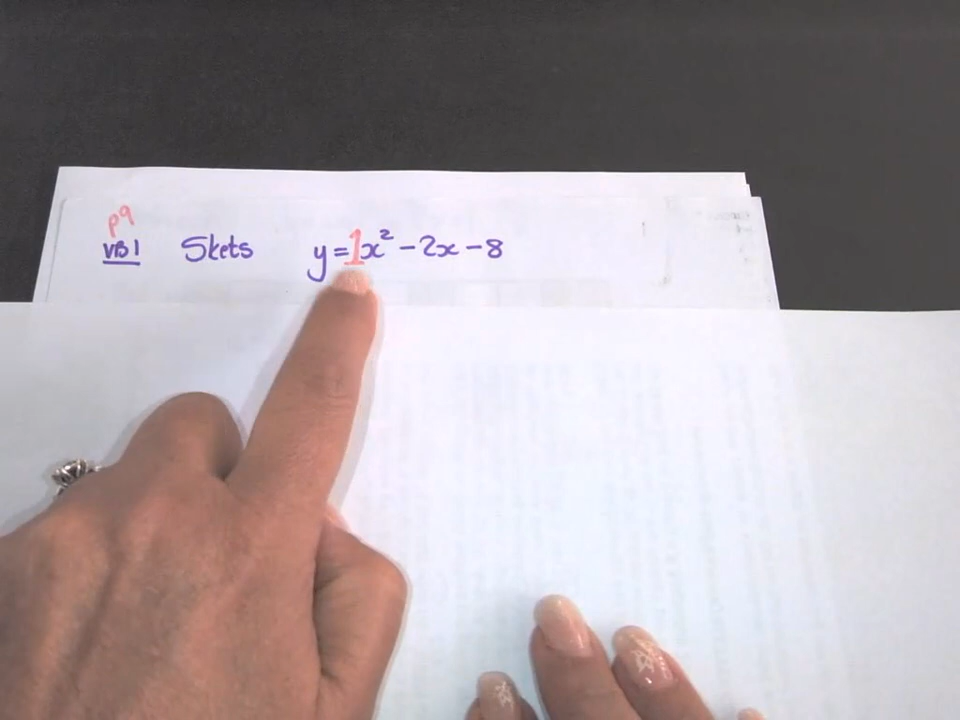 p9
VB1 Skets y = 1x² - 2x - 8